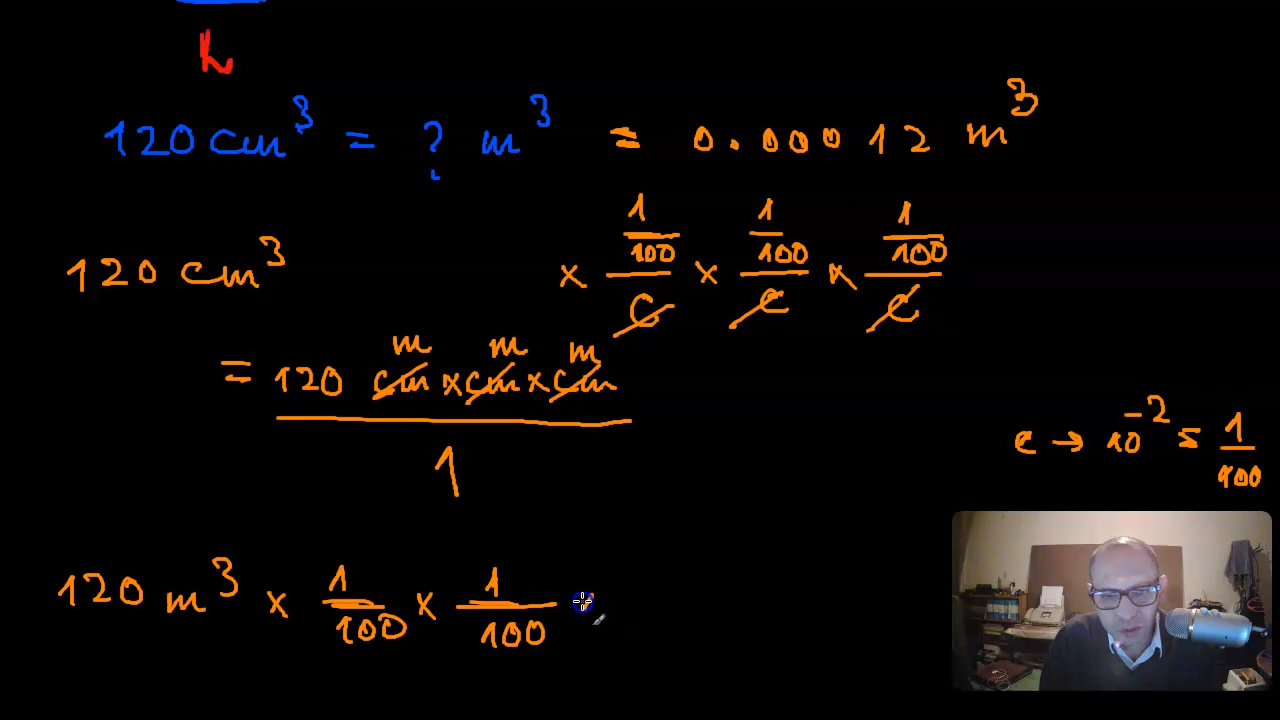 h
120 cm³ = ? m³ = 0.00012 m³
120 cm³ × 1/100/c × 1/100/c × 1/100/c
m m m
= 120 cm×cm×cm / 1
c → 10⁻² = 1/100
120 m³ × 1/100 × 1/100